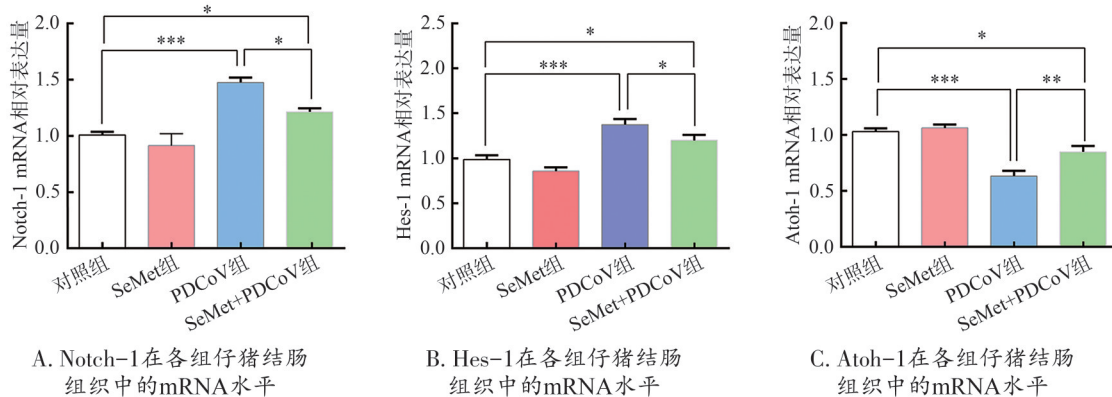 Notch-1 mRNA相对表达量
2.0
1.5
1.0
0.5
0.0
*
***
*
对照组
SeMet组
PDCoV组
SeMet+PDCoV组
A. Notch-1在各组仔猪结肠
组织中的mRNA水平
Hes-1 mRNA相对表达量
2.5
2.0
1.5
1.0
0.5
0.0
*
***
*
对照组
SeMet组
PDCoV组
SeMet+PDCoV组
B. Hes-1在各组仔猪结肠
组织中的mRNA水平
Atoh-1 mRNA相对表达量
2.0
1.5
1.0
0.5
0.0
*
***
**
对照组
SeMet组
PDCoV组
SeMet+PDCoV组
C. Atoh-1在各组仔猪结肠
组织中的mRNA水平